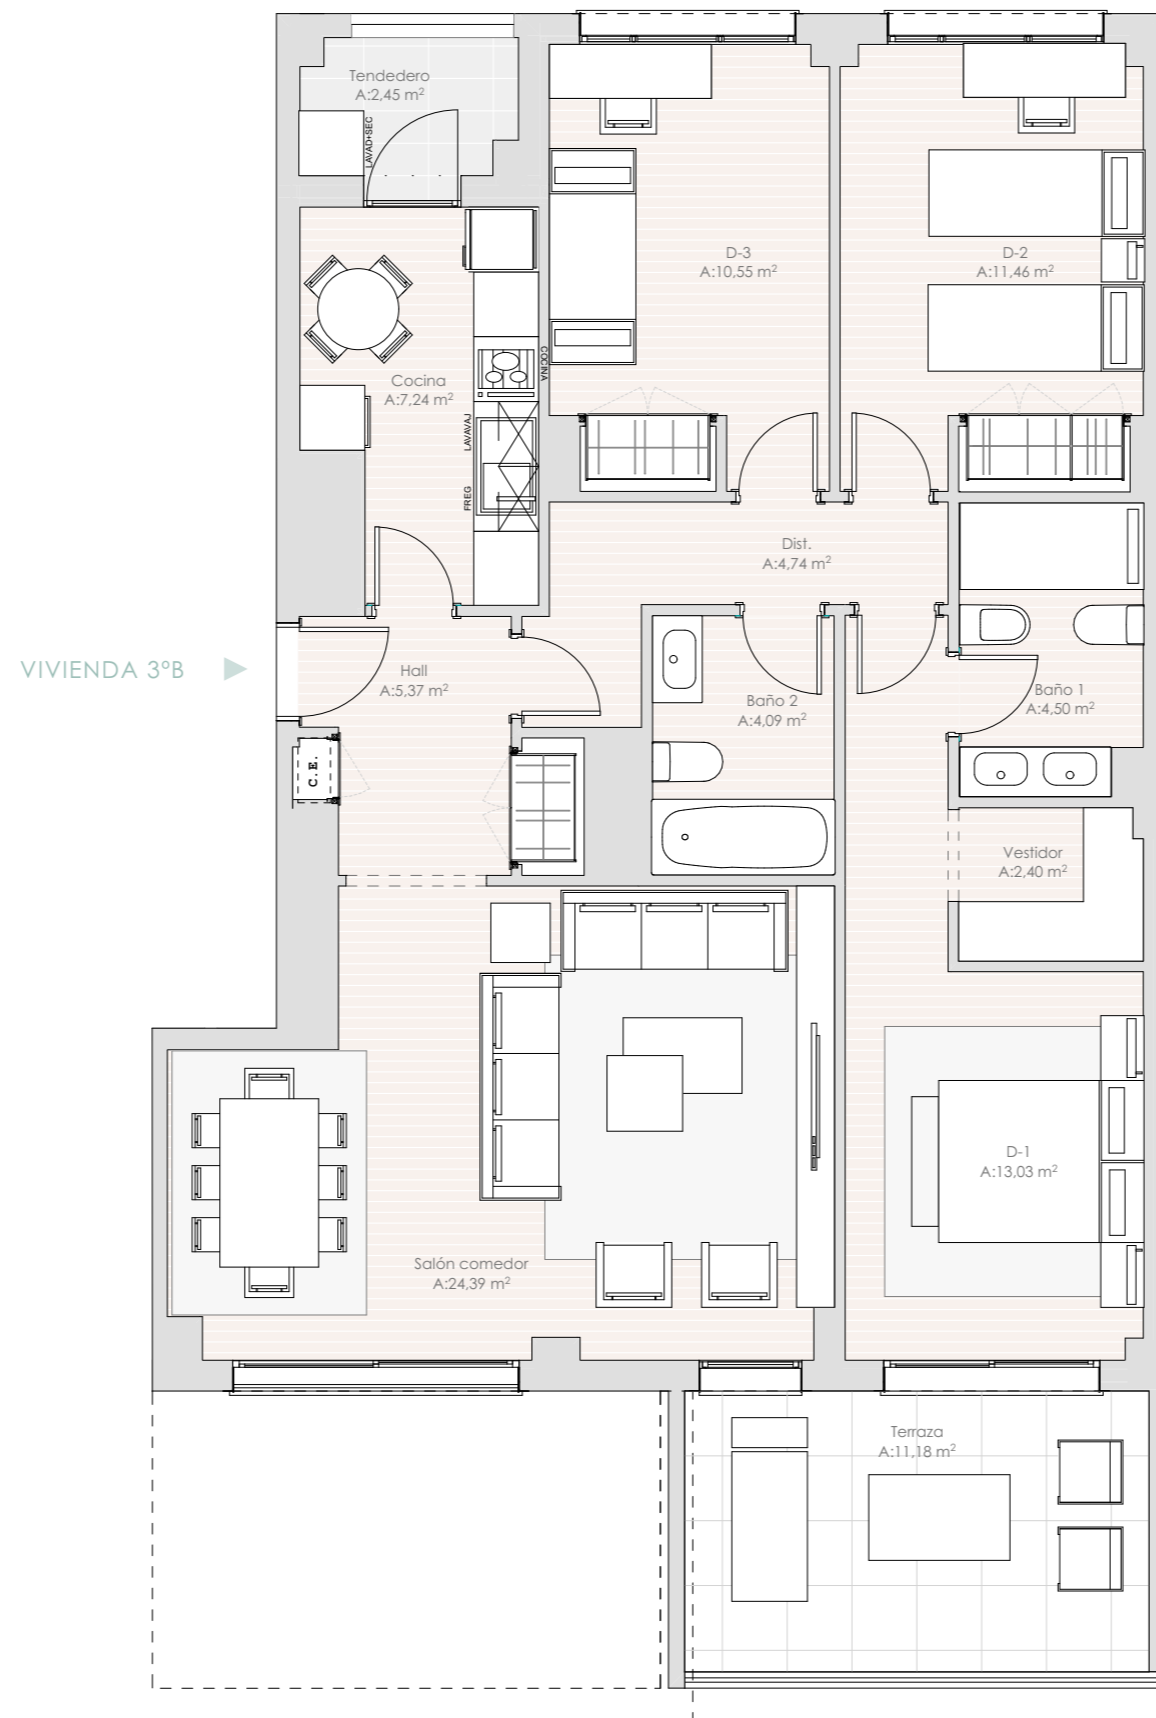 Tendedero
A:2,45 m²
LAVAD+SEC
D-3
A:10,55 m²
D-2
A:11,46 m²
COCINA
Cocina
A:7,24 m²
LAVAVAJ
FREG
Dist.
A:4,74 m²
VIVIENDA 3ºB
Hall
A:5,37 m²
Baño 2
A:4,09 m²
Baño 1
A:4,50 m²
C.E.
Vestidor
A:2,40 m²
D-1
A:13,03 m²
Salón comedor
A:24,39 m²
Terraza
A:11,18 m²